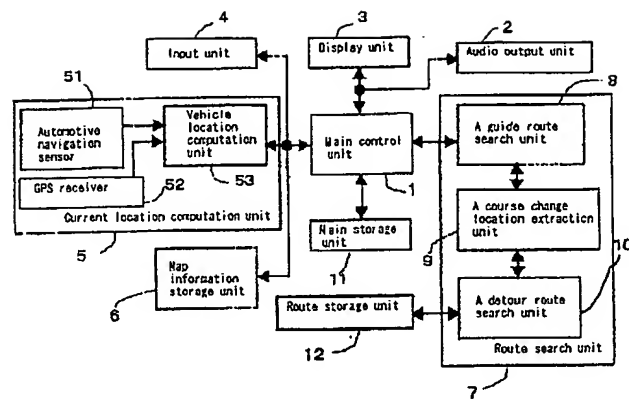 4
3
2
Input unit
Display unit
Audio output unit
51
8
Automotive
navigation
sensor
Vehicle
location
computation
unit
Main control
unit
A guide route
search unit
GPS receiver
52
53
1
Current location computation unit
A course change
location extraction
unit
5
Main storage
unit
9
10
Map
information
storage unit
11
A detour route
search unit
6
Route storage unit
12
Route search unit
7